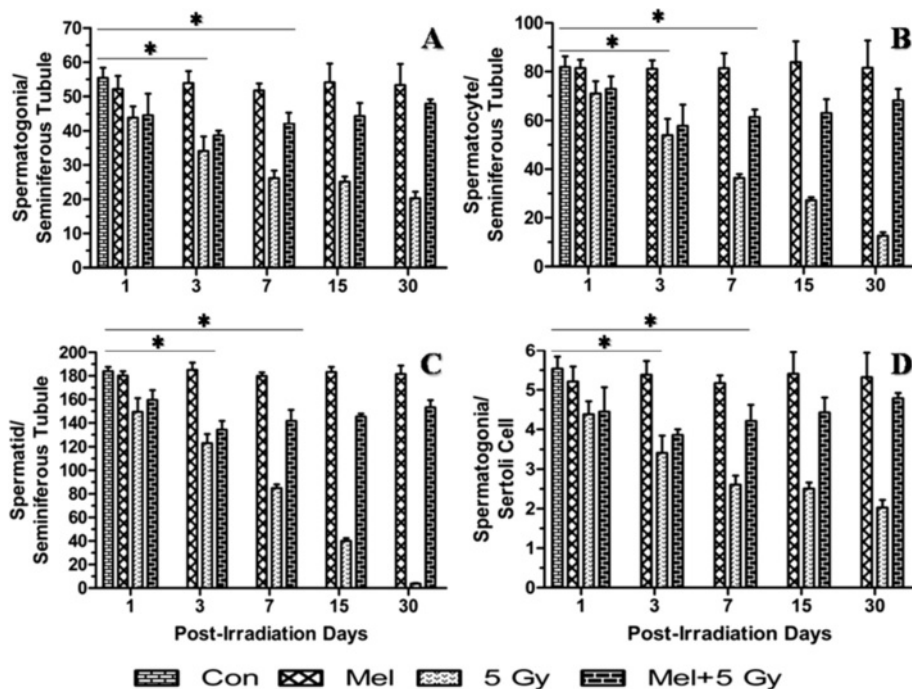 * A
*
Spermatogonia/
Seminiferous Tubule
70
60
50
40
30
20
10
0
1 3 7 15 30
* B
*
Spermatocyte/
Seminiferous Tubule
100
80
60
40
20
0
1 3 7 15 30
* C
*
Spermatid/
Seminiferous Tubule
200
180
160
140
120
100
80
60
40
20
0
1 3 7 15 30
Post-Irradiation Days
* D
*
Spermatogonia/
Sertoli Cell
6
5
4
3
2
1
0
1 3 7 15 30
Post-Irradiation Days
Con Mel 5 Gy Mel+5 Gy